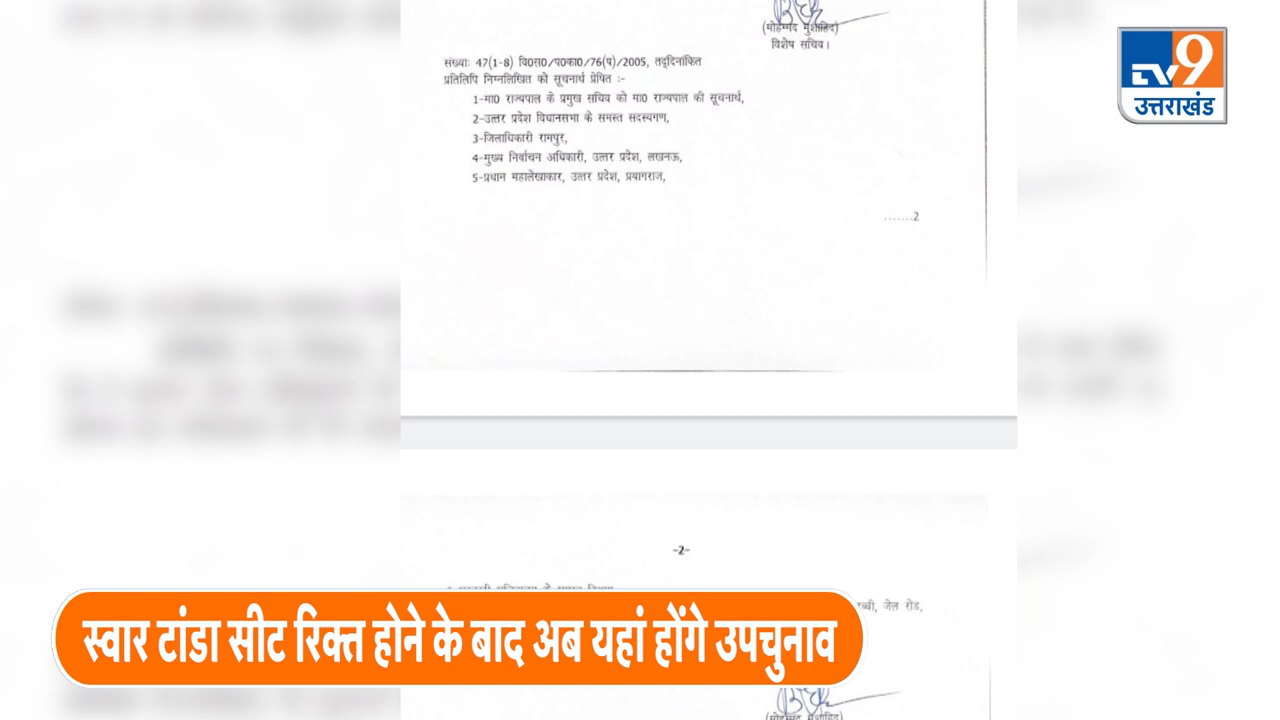 (मोहम्मद मुशाहिद)
विशेष सचिव।
TV9
उत्तराखंड
संख्याः 47(1-8) वि0स0/प0का0/76(प)/2005, तद्दिनांकित
प्रतिलिपि निम्नलिखित को सूचनार्थ प्रेषित :-
1-मा0 राज्यपाल के प्रमुख सचिव को मा0 राज्यपाल की सूचनार्थ,
2-उत्तर प्रदेश विधानसभा के समस्त सदस्यगण,
3-जिलाधिकारी रामपुर,
4-मुख्य निर्वाचन अधिकारी, उत्तर प्रदेश, लखनऊ,
5-प्रधान महालेखाकार, उत्तर प्रदेश, प्रयागराज,
.......2
-2-
जेल रोड,
स्वार टांडा सीट रिक्त होने के बाद अब यहां होंगे उपचुनाव
(मोहम्मद मुशाहिद)